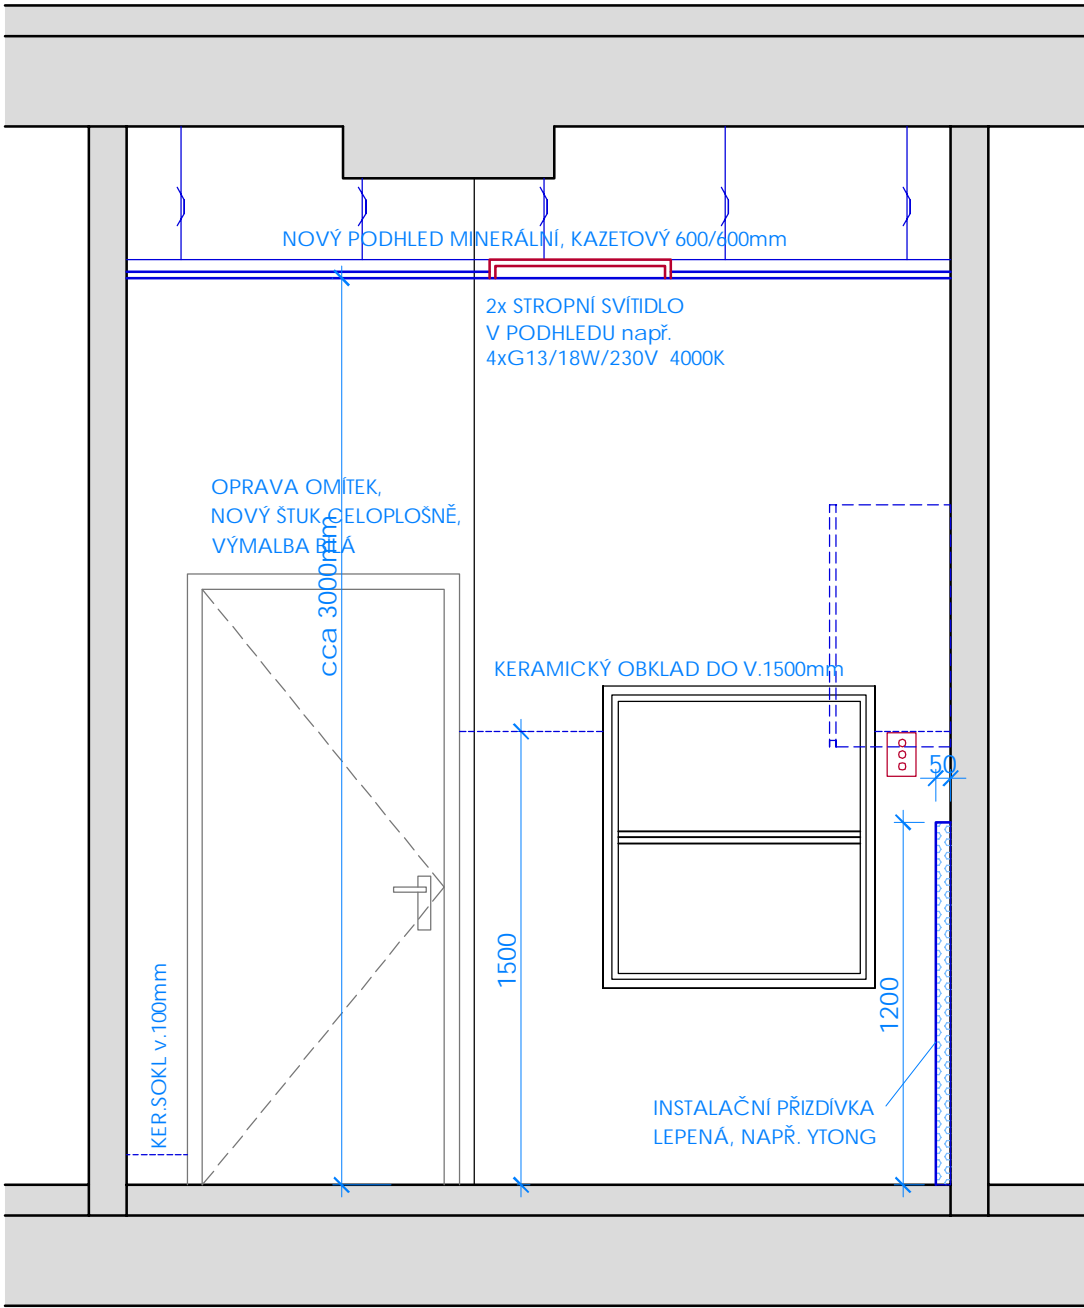 NOVÝ PODHLED MINERÁLNÍ, KAZETOVÝ 600/600mm
2x STROPNÍ SVÍTIDLO
V PODHLEDU např.
4xG13/18W/230V 4000K
OPRAVA OMÍTEK,
NOVÝ ŠTUK CELOPLOŠNĚ,
VÝMALBA BÍLÁ
cca 3000mm
KERAMICKÝ OBKLAD DO V.1500mm
50
1500
1200
KER.SOKL v.100mm
INSTALAČNÍ PŘIZDÍVKA
LEPENÁ, NAPŘ. YTONG